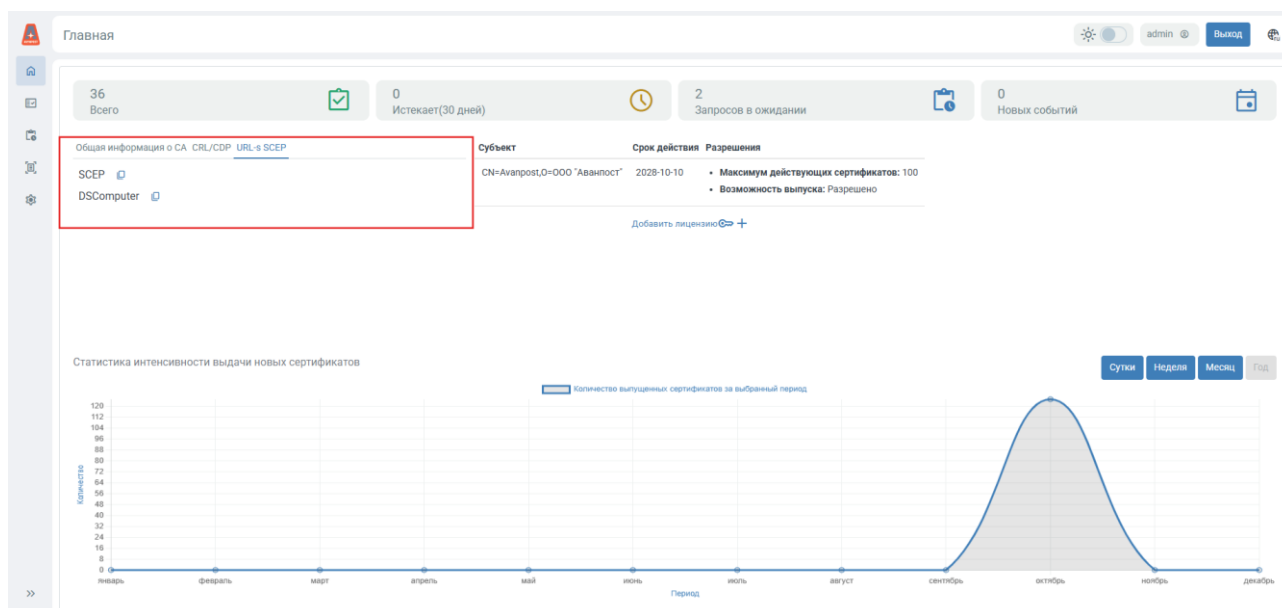 Главная
admin
Выход
36
Всего
0
Истекает(30 дней)
2
Запросов в ожидании
0
Новых событий
Общая информация о CA CRL/CDP URL-s SCEP
SCEP
DSComputer
Субъект Срок действия Разрешения
CN=Avanpost,O=ООО "Аванпост" 2028-10-10
• Максимум действующих сертификатов: 100
• Возможность выпуска: Разрешено
Добавить лицензию
Статистика интенсивности выдачи новых сертификатов
Сутки Неделя Месяц Год
Количество выпущенных сертификатов за выбранный период
Количество
120
112
104
96
88
80
72
64
56
48
40
32
24
16
8
0
январь февраль март апрель май июнь июль август сентябрь октябрь ноябрь декабрь
Период